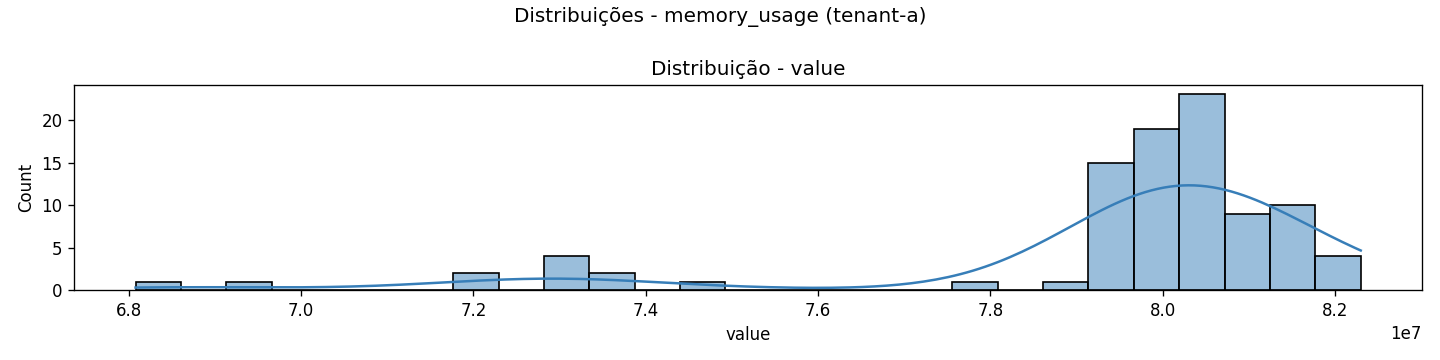 Distribuições - memory_usage (tenant-a)
Distribuição - value
Count
20
15
10
5
0
6.8 7.0 7.2 7.4 7.6 7.8 8.0 8.2
value
1e7